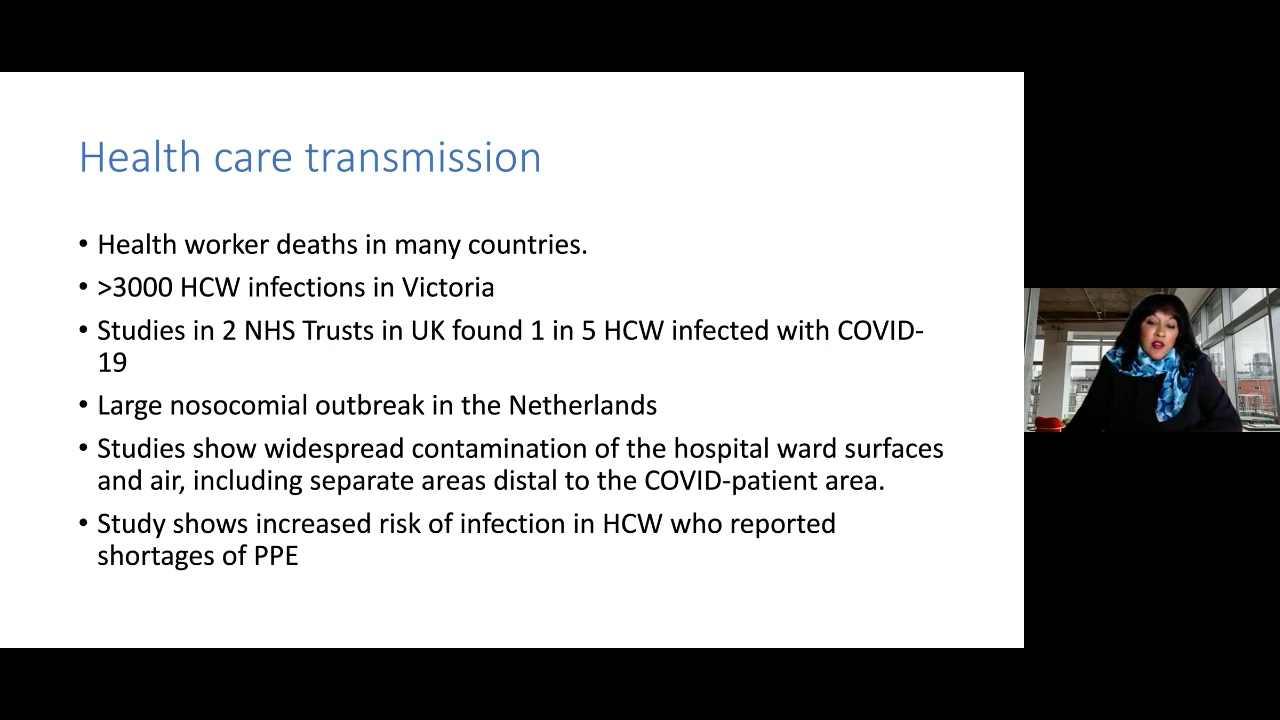 Health care transmission
• Health worker deaths in many countries.
• >3000 HCW infections in Victoria
• Studies in 2 NHS Trusts in UK found 1 in 5 HCW infected with COVID-
19
• Large nosocomial outbreak in the Netherlands
• Studies show widespread contamination of the hospital ward surfaces
and air, including separate areas distal to the COVID-patient area.
• Study shows increased risk of infection in HCW who reported
shortages of PPE